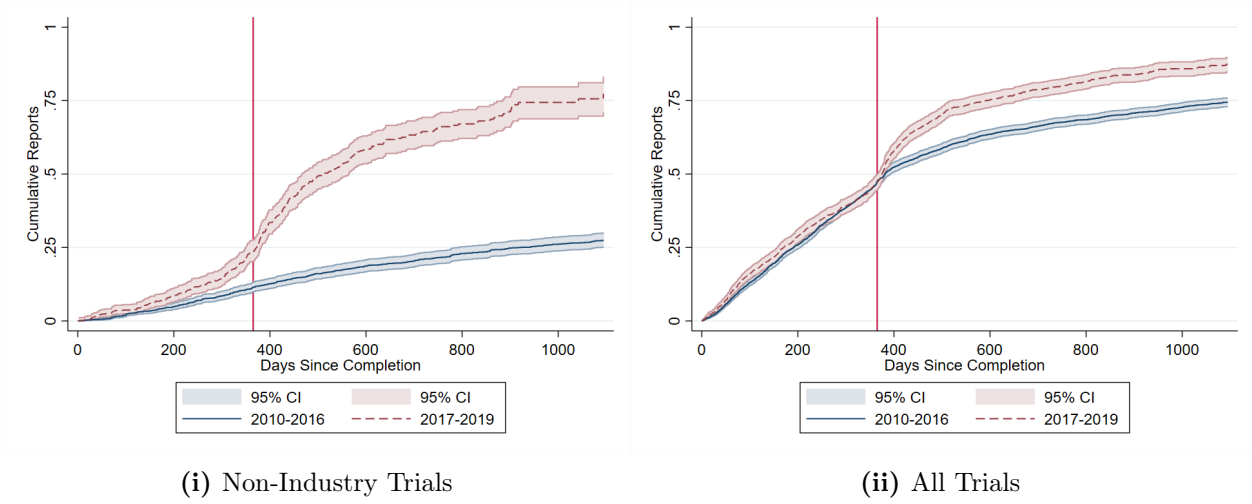 1
.75
.5
.25
0
Cumulative Reports
0 200 400 600 800 1000
Days Since Completion
95% CI 95% CI
2010-2016 2017-2019
(i) Non-Industry Trials
1
.75
.5
.25
0
Cumulative Reports
0 200 400 600 800 1000
Days Since Completion
95% CI 95% CI
2010-2016 2017-2019
(ii) All Trials